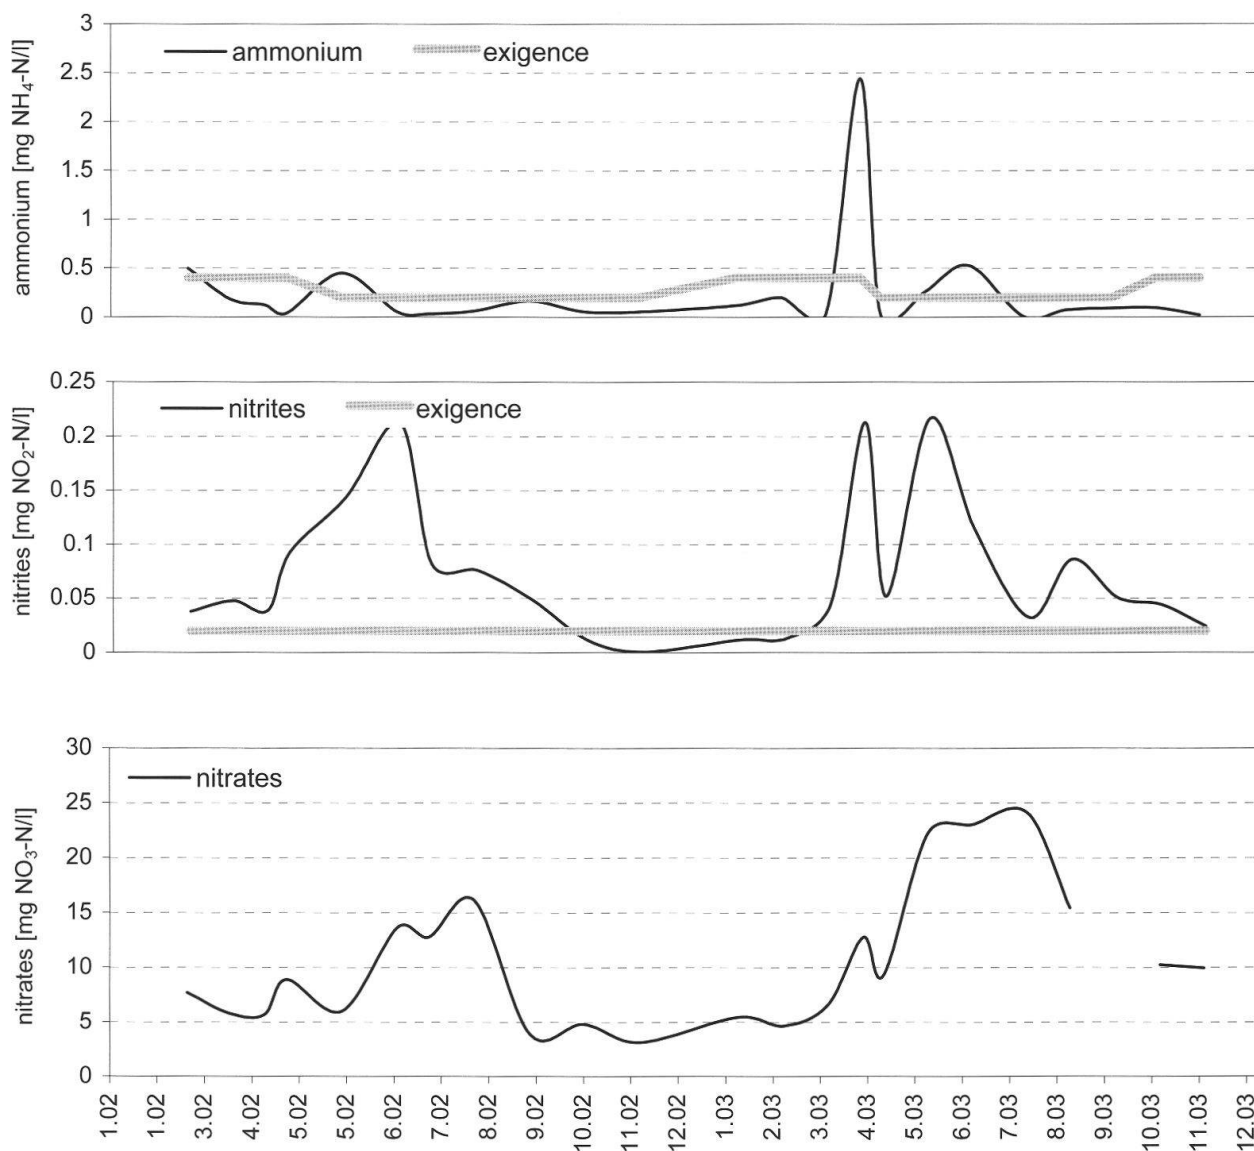 3
ammonium exigence
2.5
2
1.5
1
0.5
0
ammonium [mg NH₄-N/l]
0.25
nitrites exigence
0.2
0.15
0.1
0.05
0
nitrites [mg NO₂-N/l]
30
nitrates
25
20
15
10
5
0
nitrates [mg NO₃-N/l]
1.02 1.02 3.02 4.02 5.02 5.02 6.02 7.02 8.02 9.02 11.02 11.02 12.02 1.03 2.03 3.03 4.03 5.03 6.03 7.03 8.03 9.03 10.03 11.03 12.03